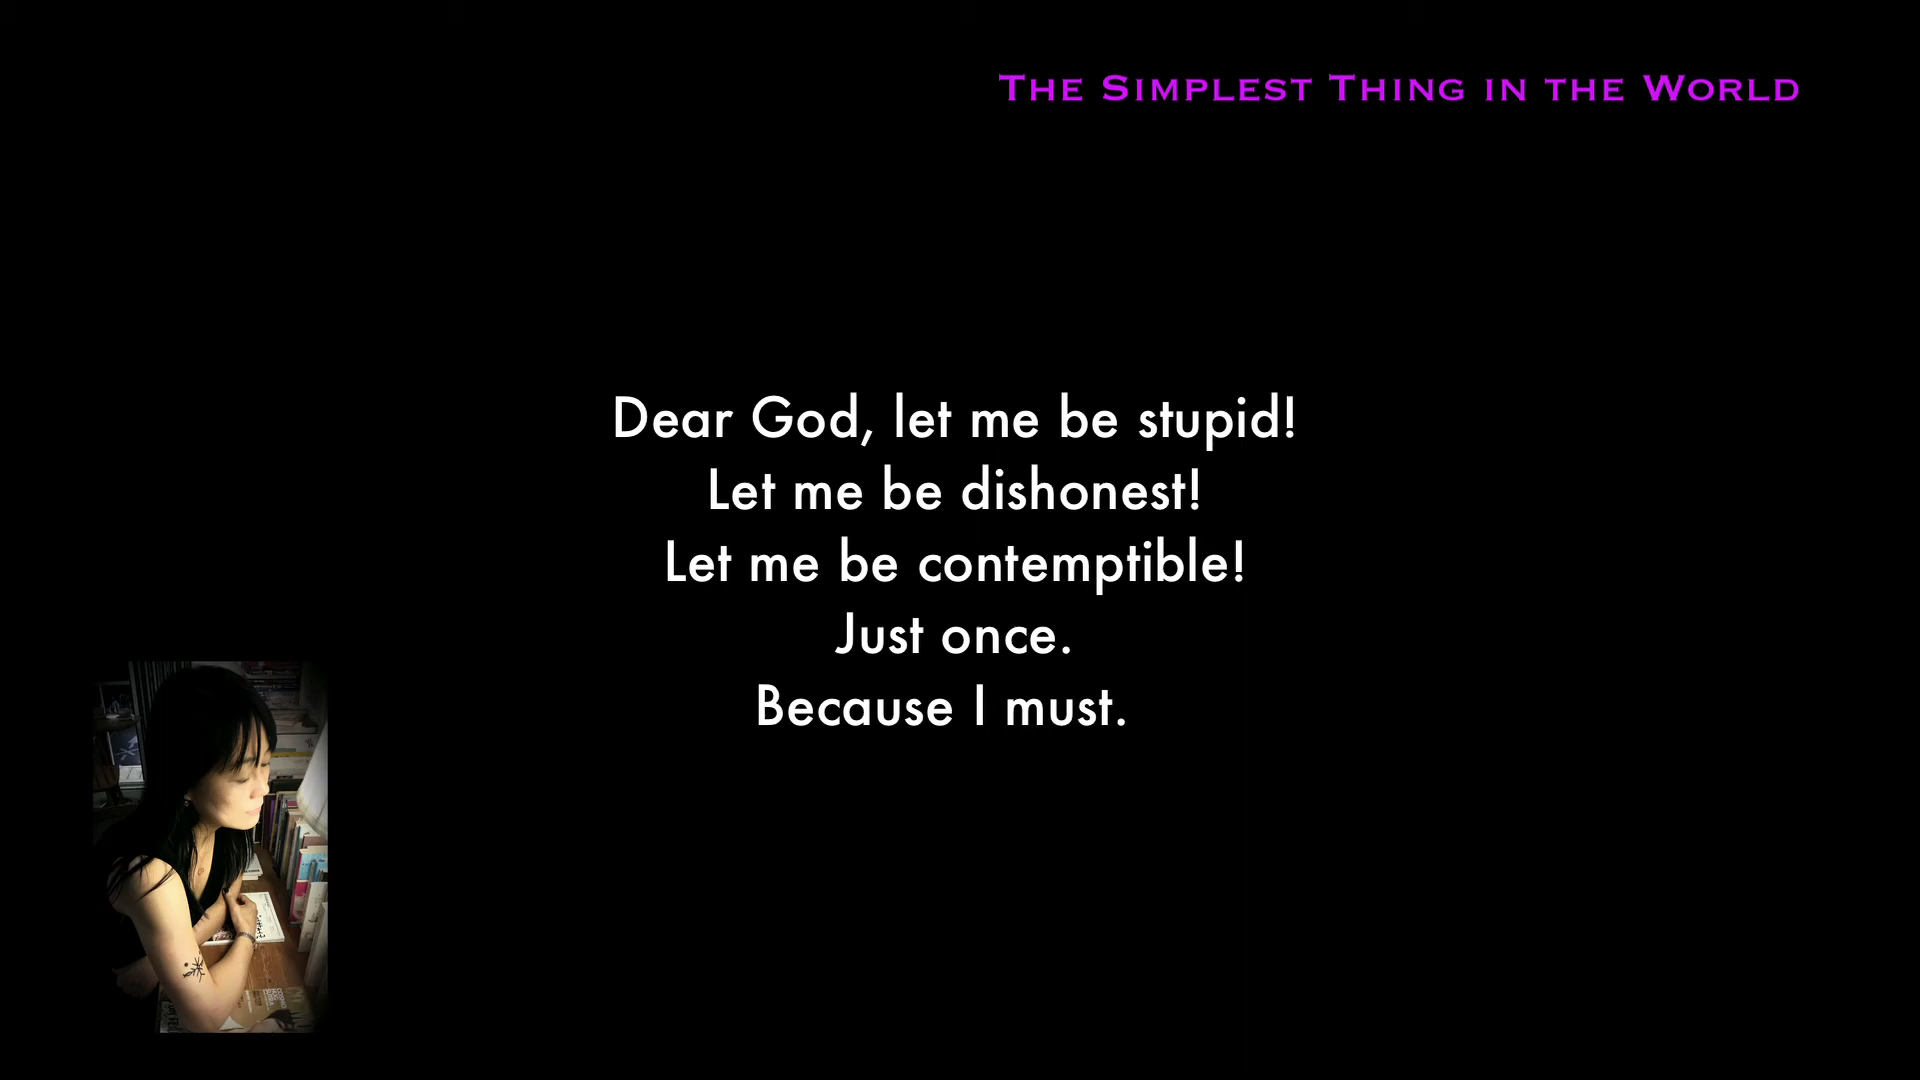 The Simplest Thing in the World
Dear God, let me be stupid!
Let me be dishonest!
Let me be contemptible!
Just once.
Because I must.